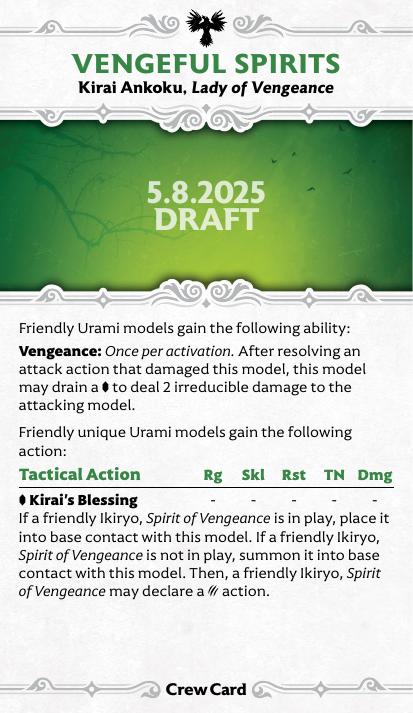 VENGEFUL SPIRITS
Kirai Ankoku, Lady of Vengeance
5.8.2025
DRAFT
Friendly Urami models gain the following ability:
Vengeance: Once per activation. After resolving an
attack action that damaged this model, this model
may drain a to deal 2 irreducible damage to the
attacking model.
Friendly unique Urami models gain the following
action:
Tactical Action Rg Skl Rst TN Dmg
Kirai's Blessing - - - - -
If a friendly Ikiryo, Spirit of Vengeance is in play, place it
into base contact with this model. If a friendly Ikiryo,
Spirit of Vengeance is not in play, summon it into base
contact with this model. Then, a friendly Ikiryo, Spirit
of Vengeance may declare a action.
Crew Card